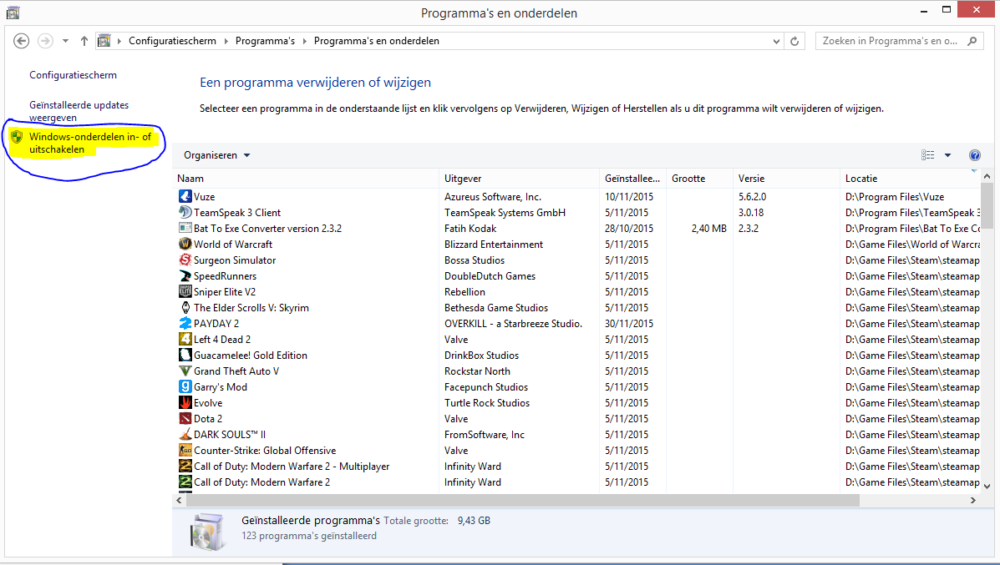 Programma's en onderdelen
Configuratiescherm Programma's Programma's en onderdelen
Zoeken in Programma's en o...
Configuratiescherm
Geïnstalleerde updates
weergeven
Windows-onderdelen in- of
uitschakelen
Een programma verwijderen of wijzigen
Selecteer een programma in de onderstaande lijst en klik vervolgens op Verwijderen, Wijzigen of Herstellen als u dit programma wilt verwijderen of wijzigen.
Organiseren
Naam Uitgever Geïnstallee... Grootte Versie Locatie
Vuze Azureus Software, Inc. 10/11/2015 5.6.2.0 D:\Program Files\Vuze
TeamSpeak 3 Client TeamSpeak Systems GmbH 5/11/2015 3.0.18 D:\Program Files\TeamSpeak 3
Bat To Exe Converter version 2.3.2 Fatih Kodak 28/10/2015 2,40 MB 2.3.2 D:\Program Files\Bat To Exe Co
World of Warcraft Blizzard Entertainment 5/11/2015 D:\Game Files\World of Warcra
Surgeon Simulator Bossa Studios 5/11/2015 D:\Game Files\Steam\steamap
SpeedRunners DoubleDutch Games 5/11/2015 D:\Game Files\Steam\steamap
Sniper Elite V2 Rebellion 5/11/2015 D:\Game Files\Steam\steamap
The Elder Scrolls V: Skyrim Bethesda Game Studios 5/11/2015 D:\Game Files\Steam\steamap
PAYDAY 2 OVERKILL - a Starbreeze Studio. 30/11/2015 D:\Game Files\Steam\steamap
Left 4 Dead 2 Valve 5/11/2015 D:\Game Files\Steam\steamap
Guacamelee! Gold Edition DrinkBox Studios 5/11/2015 D:\Game Files\Steam\steamap
Grand Theft Auto V Rockstar North 5/11/2015 D:\Game Files\Steam\steamap
Garry's Mod Facepunch Studios 5/11/2015 D:\Game Files\Steam\steamap
Evolve Turtle Rock Studios 5/11/2015 D:\Game Files\Steam\steamap
Dota 2 Valve 5/11/2015 D:\Game Files\Steam\steamap
DARK SOULS™ II FromSoftware, Inc 5/11/2015 D:\Game Files\Steam\steamap
Counter-Strike: Global Offensive Valve 5/11/2015 D:\Game Files\Steam\steamap
Call of Duty: Modern Warfare 2 - Multiplayer Infinity Ward 5/11/2015 D:\Game Files\Steam\steamap
Call of Duty: Modern Warfare 2 Infinity Ward 5/11/2015 D:\Game Files\Steam\steamap
Geïnstalleerde programma's Totale grootte: 9,43 GB
123 programma's geïnstalleerd